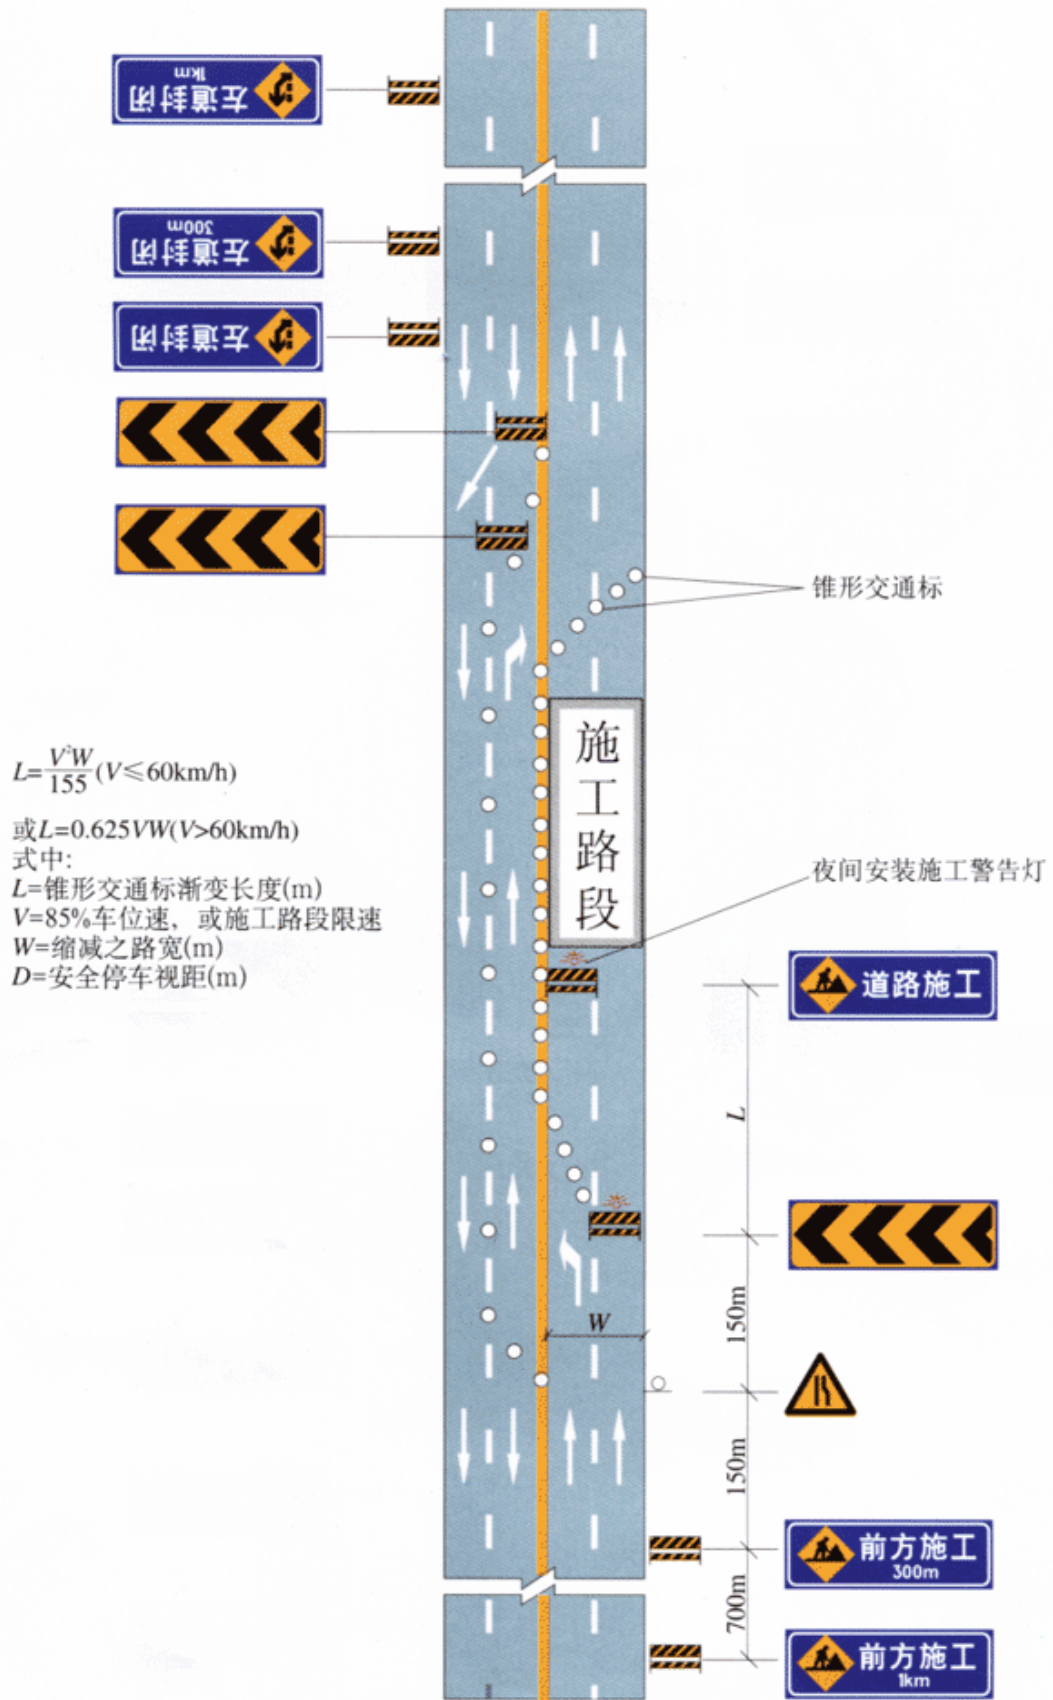 1km
左道封闭
300m
左道封闭
左道封闭
锥形交通标
施工路段
L=V²W/155(V≤60km/h)
或L=0.625VW(V>60km/h)
式中:
L=锥形交通标渐变长度(m)
V=85%车位速，或施工路段限速
W=缩减之路宽(m)
D=安全停车视距(m)
夜间安装施工警告灯
道路施工
L
150m
W
150m
前方施工
300m
700m
前方施工
1km